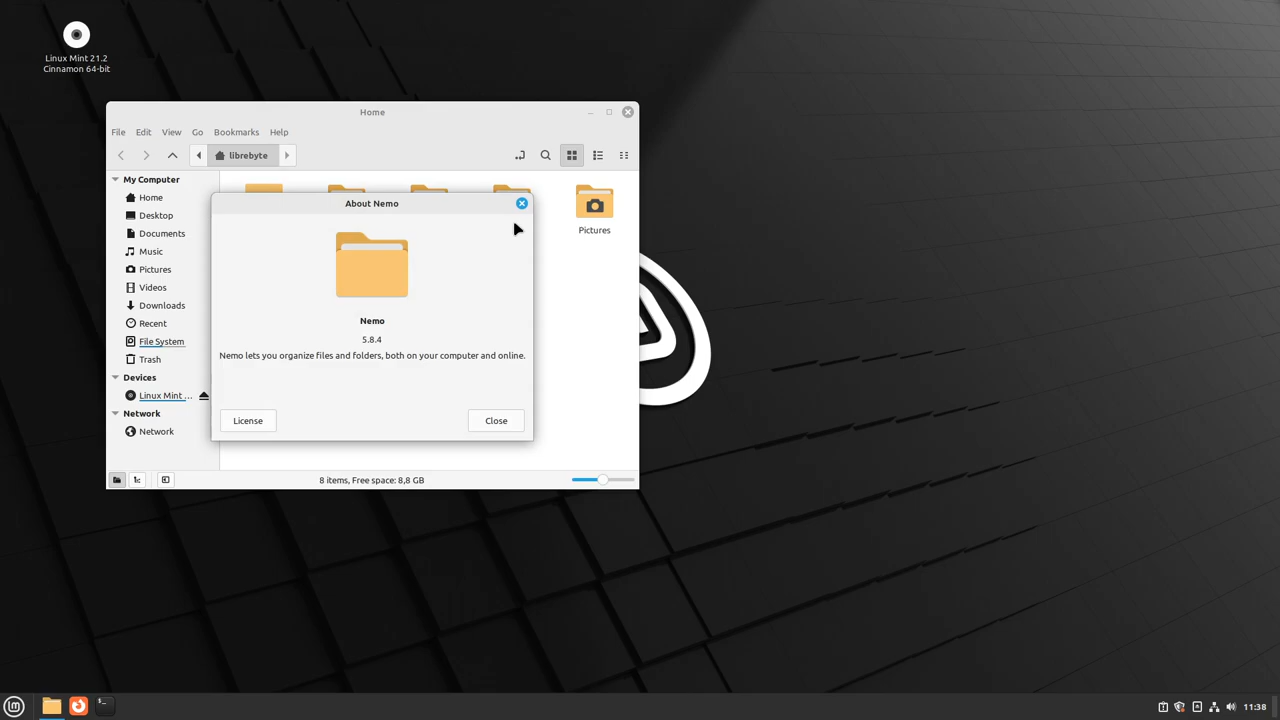 Linux Mint 21.2
Cinnamon 64-bit
Home
File Edit View Go Bookmarks Help
librebyte
My Computer
Home
Desktop
Documents
Music
Pictures
Videos
Downloads
Recent
File System
Trash
Devices
Linux Mint ...
Network
Network
Pictures
About Nemo
Nemo
5.8.4
Nemo lets you organize files and folders, both on your computer and online.
License Close
8 items, Free space: 8,8 GB
11:38